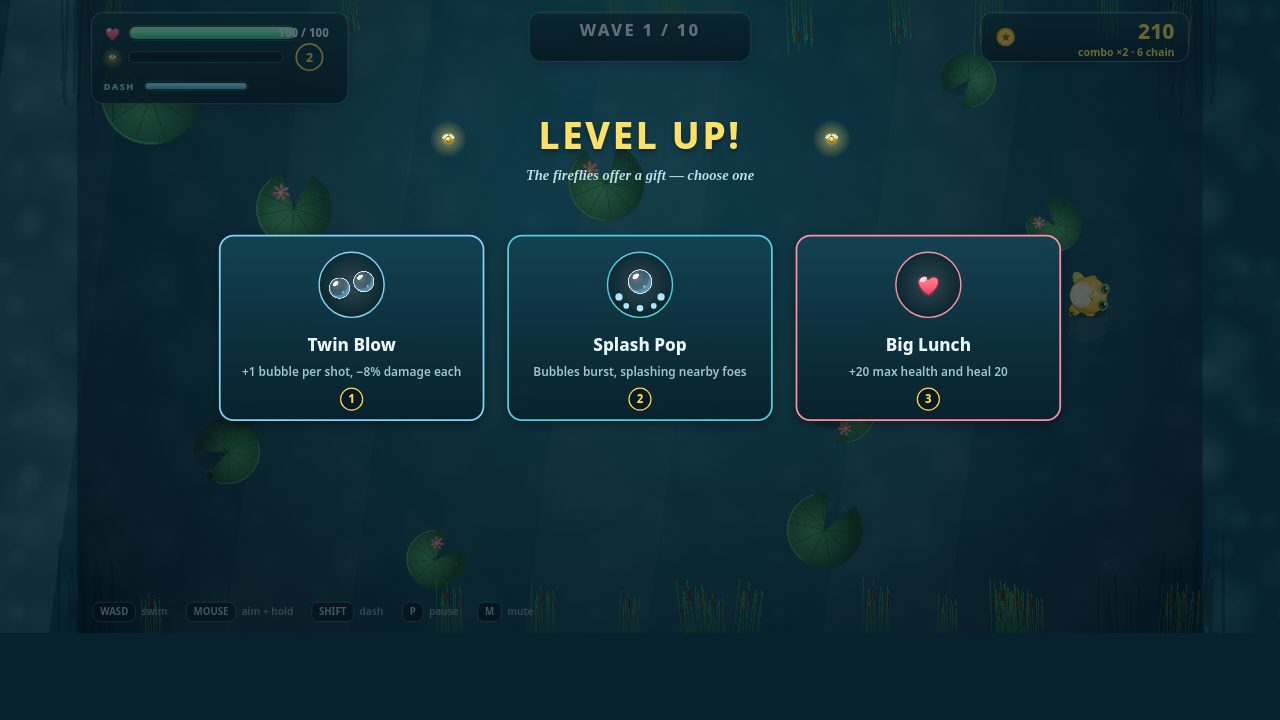 100 / 100
2
DASH
WAVE 1 / 10
210
combo ×2 · 6 chain
LEVEL UP!
The fireflies offer a gift — choose one
Twin Blow
+1 bubble per shot, −8% damage each
1
Splash Pop
Bubbles burst, splashing nearby foes
2
Big Lunch
+20 max health and heal 20
3
WASD swim MOUSE aim + hold SHIFT dash P pause M mute